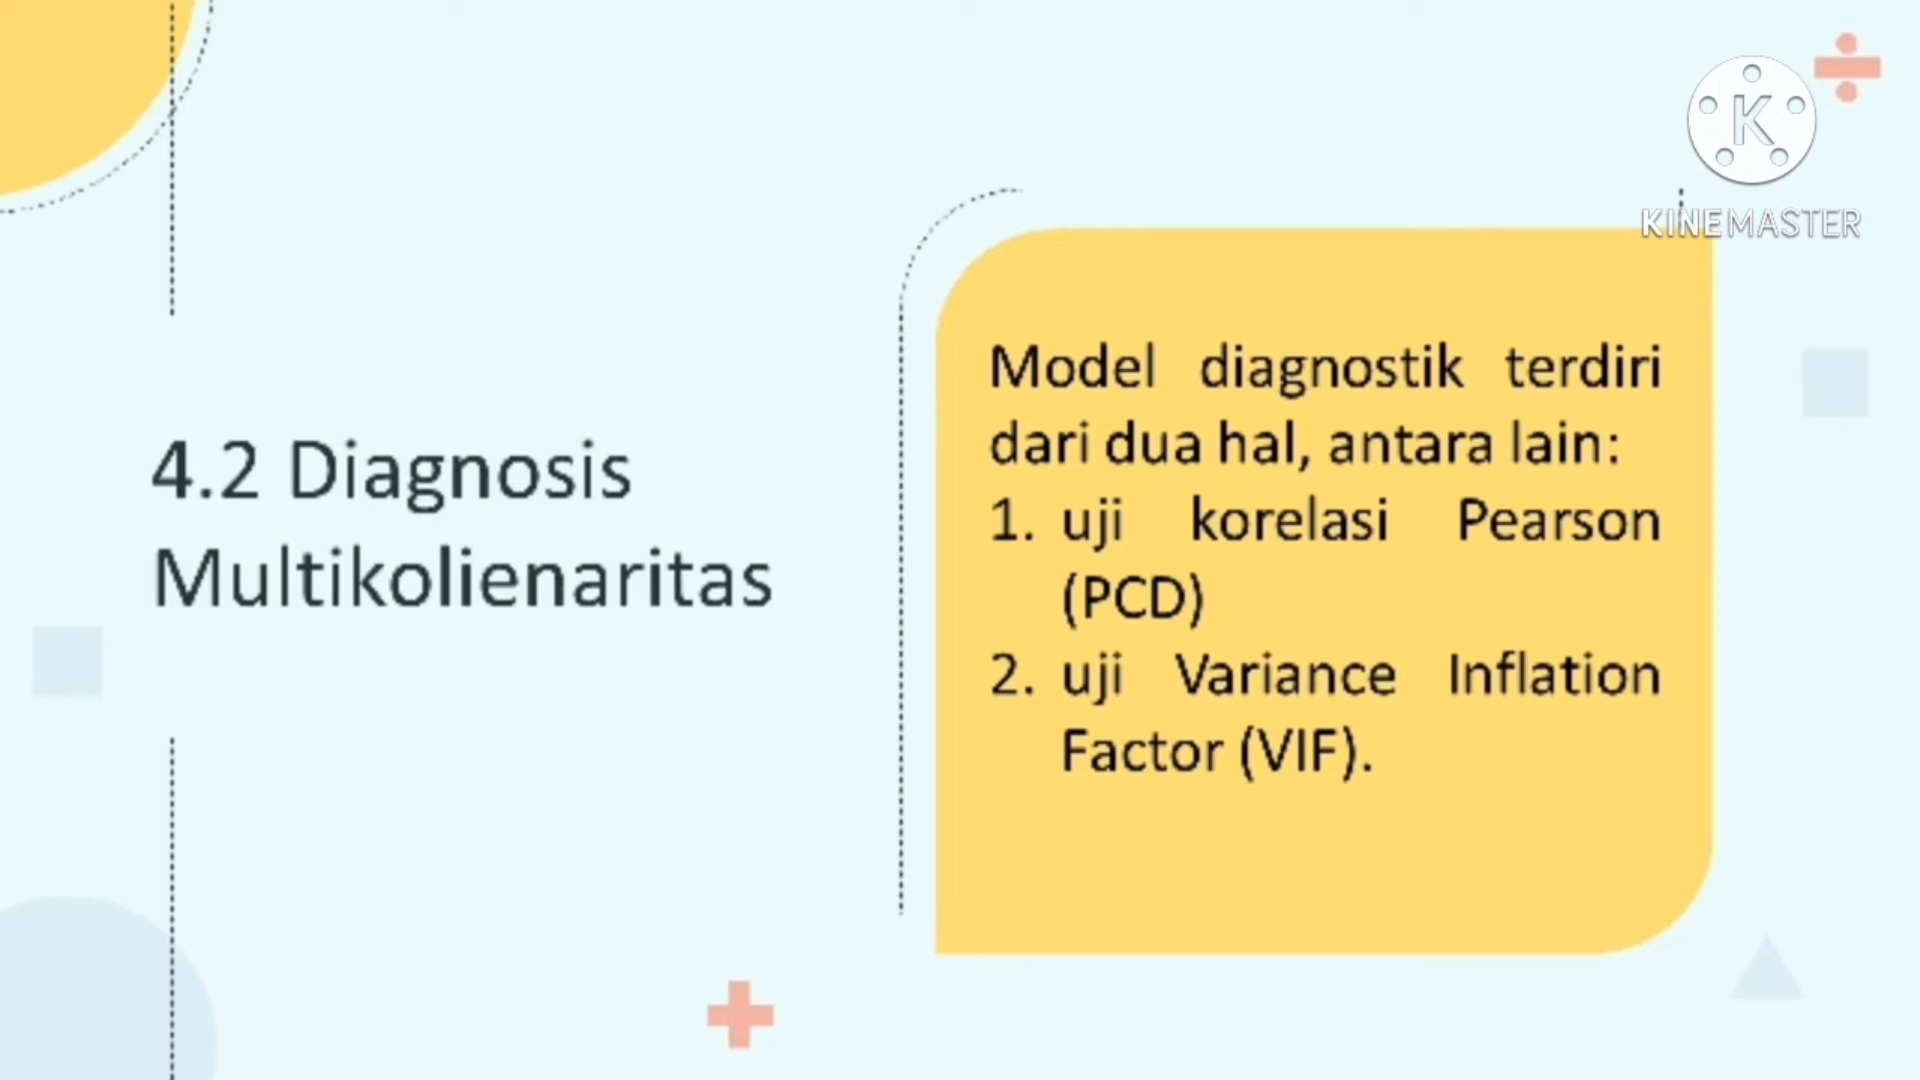 4.2 Diagnosis
Multikolienaritas
Model diagnostik terdiri
dari dua hal, antara lain:
1. uji korelasi Pearson
(PCD)
2. uji Variance Inflation
Factor (VIF).
K
KINEMASTER